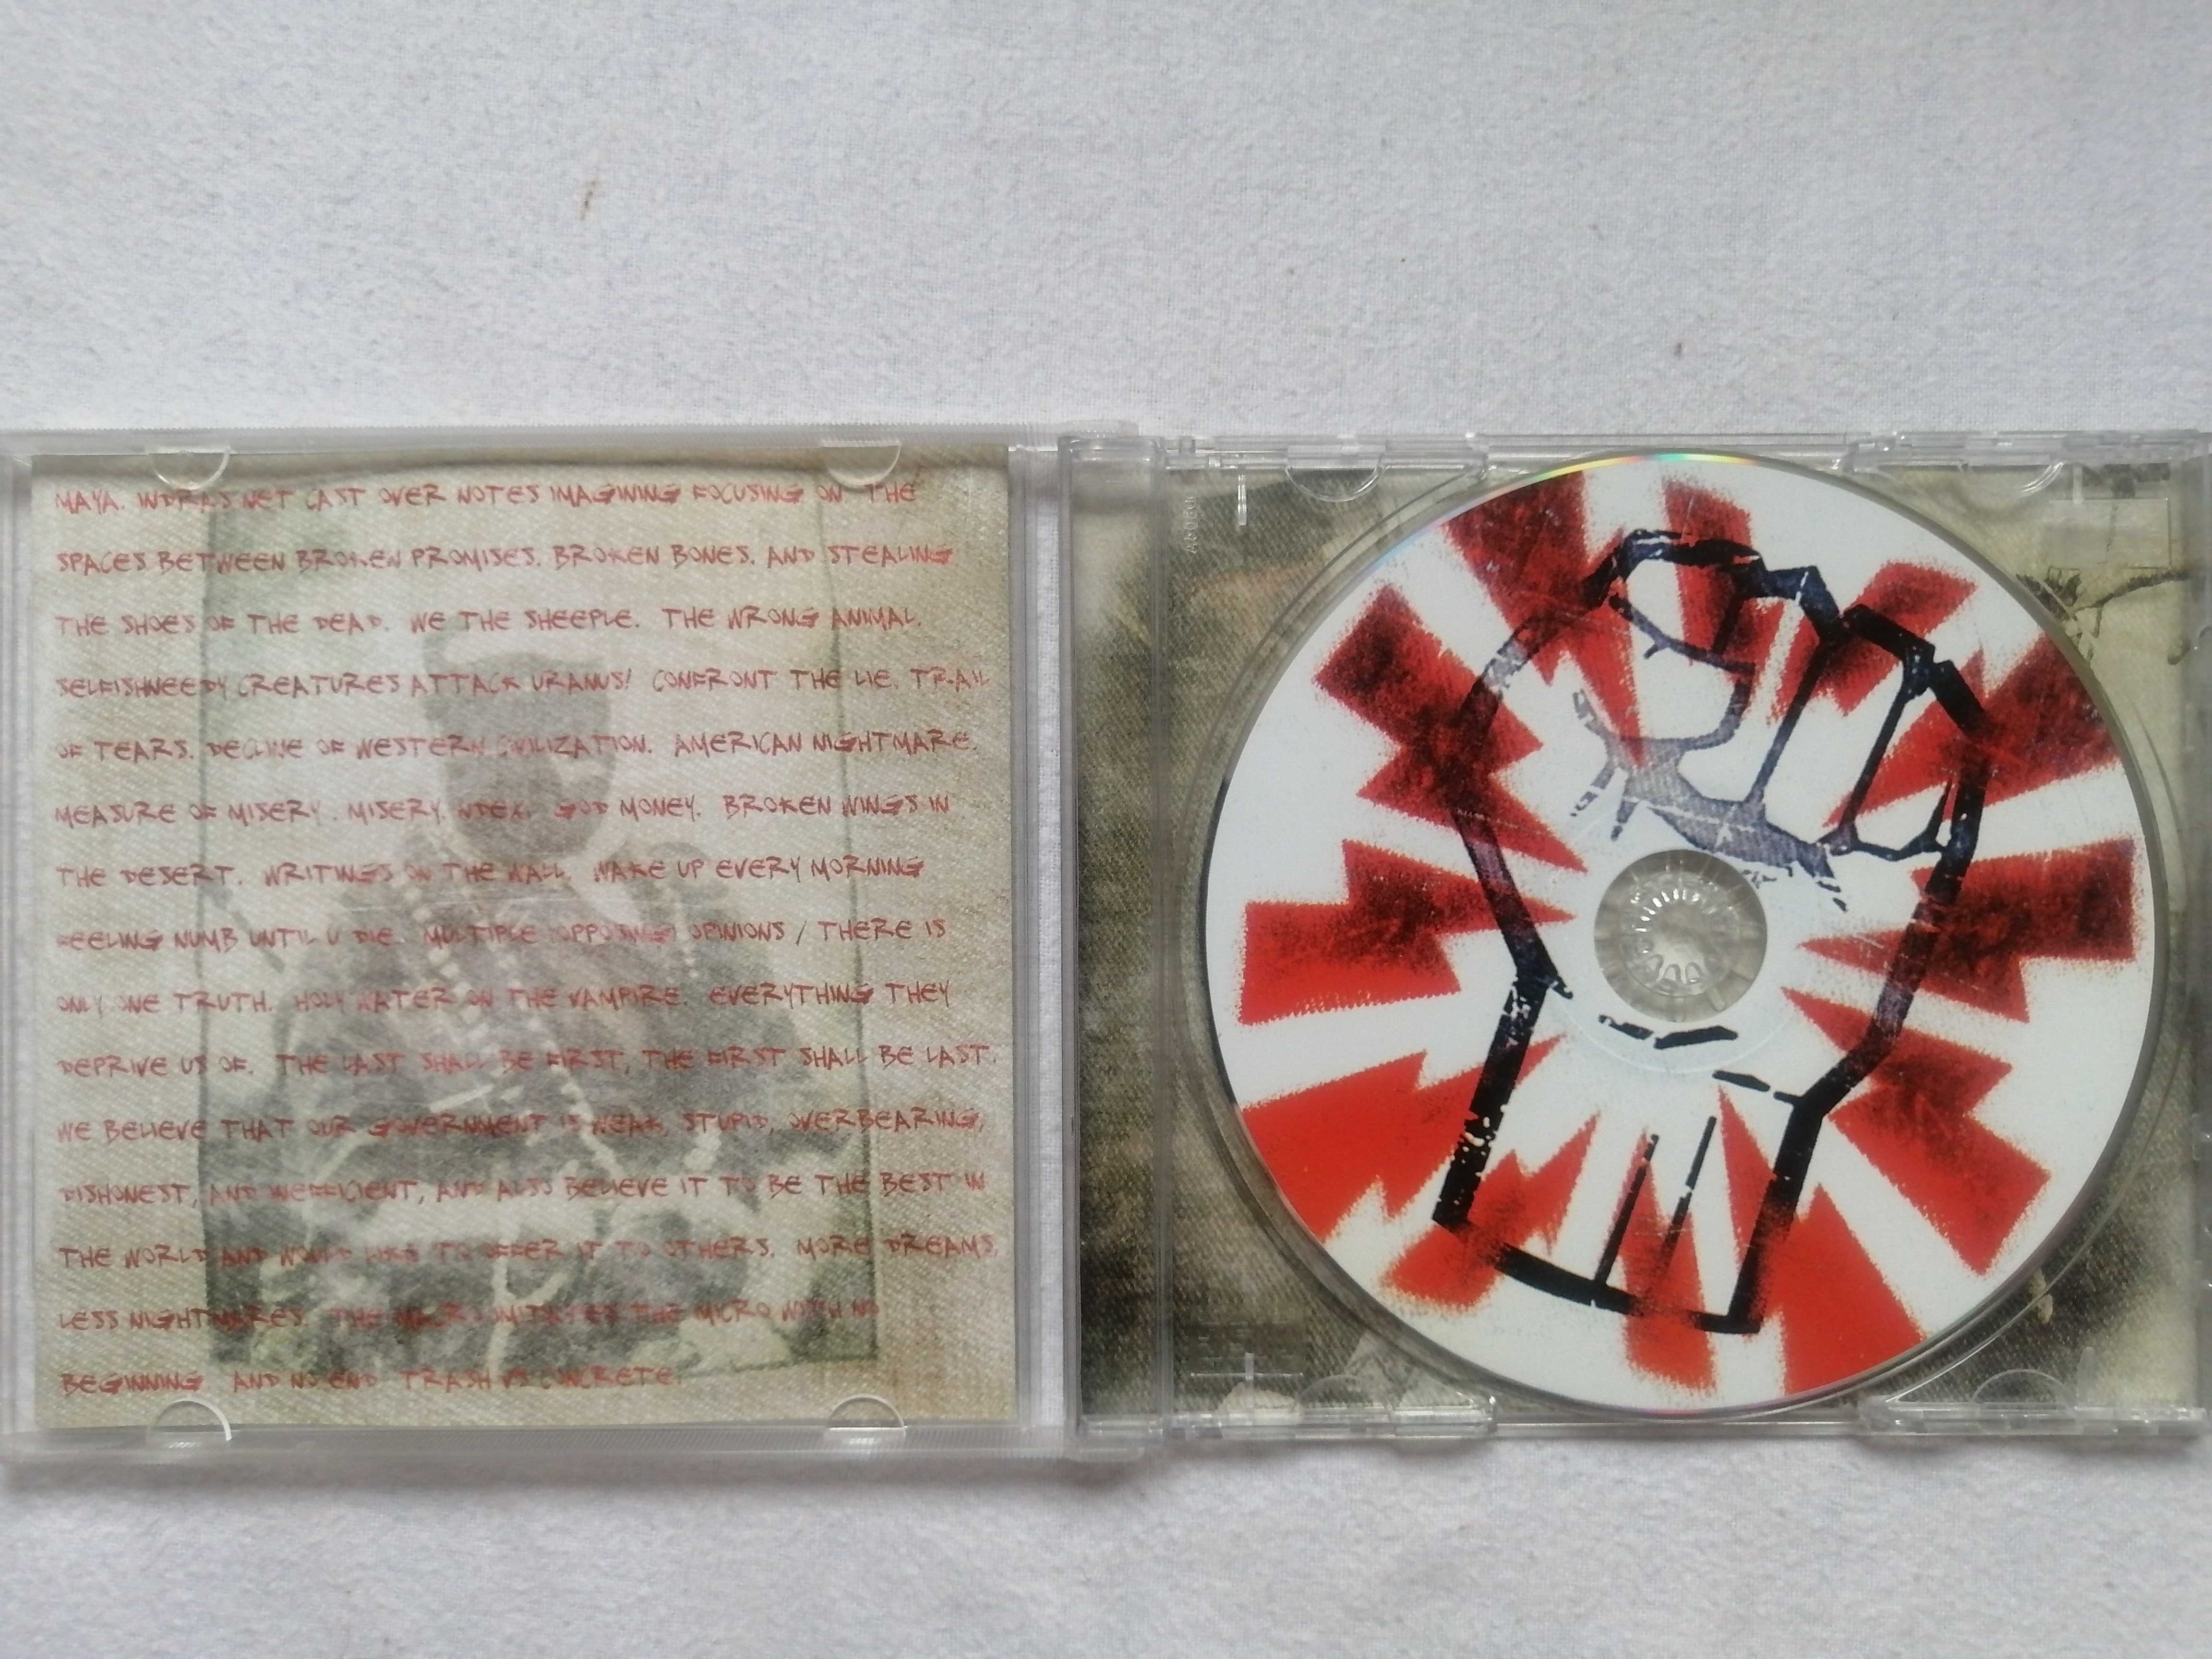 MAYA. INDRAS NET CAST OVER NOTES IMAGINING FOCUSING ON THE
SPACES BETWEEN BROKEN PROMISES. BROKEN BONES. AND STEALING
THE SHOES OF THE DEAD. WE THE SHEEPLE. THE WRONG ANIMAL.
SELFISHNEEDY CREATURES ATTACK URANUS! CONFRONT THE LIE. TRAIL
OF TEARS. DECLINE OF WESTERN CIVILIZATION. AMERICAN NIGHTMARE.
MEASURE OF MISERY. MISERY INDEX. GOD MONEY. BROKEN WINGS IN
THE DESERT. WRITINGS ON THE WALL. WAKE UP EVERY MORNING
FEELING NUMB UNTIL U DIE. MULTIPLE OPPOSING OPINIONS / THERE IS
ONLY ONE TRUTH. HOLY WATER ON THE VAMPIRE. EVERYTHING THEY
DEPRIVE US OF. THE LAST SHALL BE FIRST, THE FIRST SHALL BE LAST.
WE BELIEVE THAT OUR GOVERNMENT IS WEAK, STUPID, OVERBEARING,
DISHONEST, AND INEFFICIENT, AND ALSO BELIEVE IT TO BE THE BEST IN
THE WORLD AND WOULD LIKE TO OFFER IT TO OTHERS. MORE DREAMS,
LESS NIGHTMARES. THE MACRO IMITATES THE MICRO WITH NO
BEGINNING AND NO END TRASH VS CONCRETE.